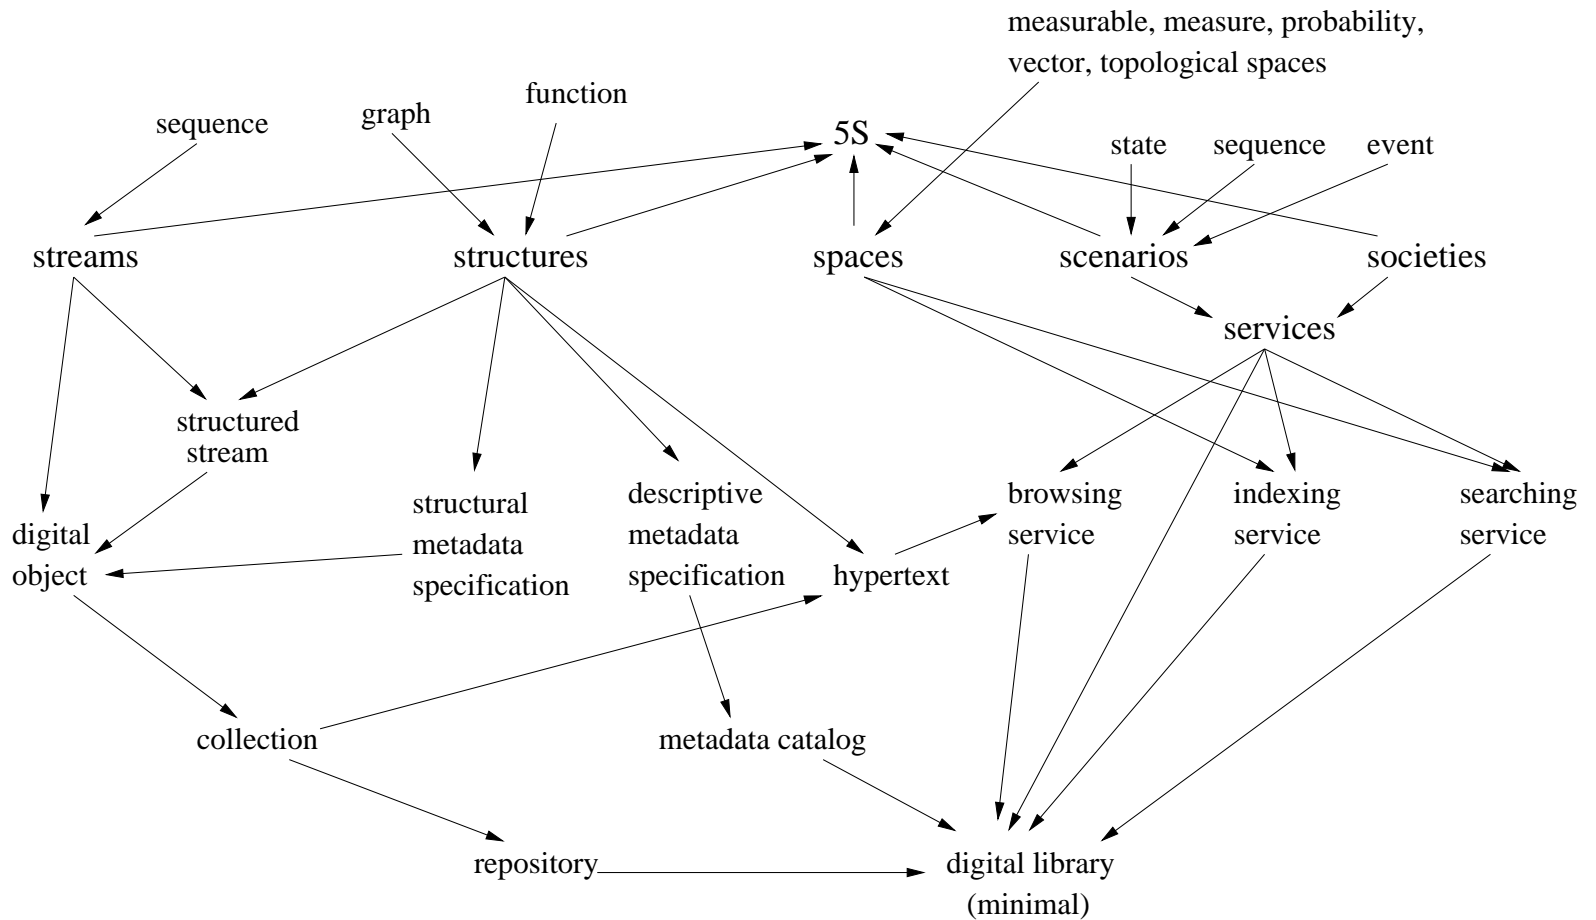 measurable, measure, probability,
vector, topological spaces
function
graph
sequence
5S
state
sequence
event
streams
structures
spaces
scenarios
societies
services
structured
stream
structural
metadata
specification
descriptive
metadata
specification
browsing
service
indexing
service
searching
service
digital
object
hypertext
collection
metadata catalog
repository
digital library
(minimal)